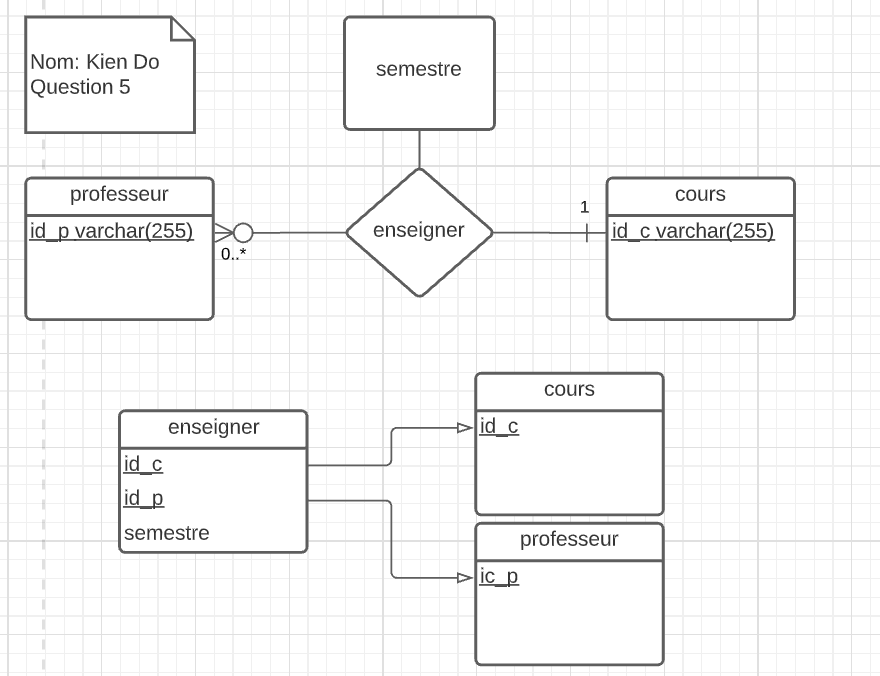 Nom: Kien Do
Question 5
semestre
professeur
id_p varchar(255)
0..*
enseigner
1
cours
id_c varchar(255)
enseigner
id_c
id_p
semestre
cours
id_c
professeur
ic_p